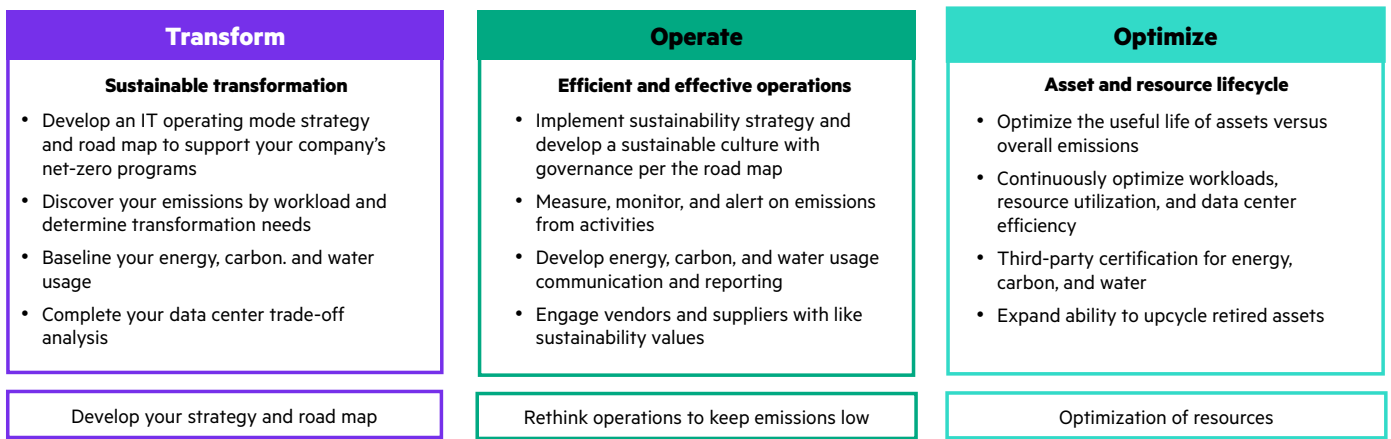 Transform
Sustainable transformation
• Develop an IT operating mode strategy
and road map to support your company's
net-zero programs
• Discover your emissions by workload and
determine transformation needs
• Baseline your energy, carbon. and water
usage
• Complete your data center trade-off
analysis
Develop your strategy and road map
Operate
Efficient and effective operations
• Implement sustainability strategy and
develop a sustainable culture with
governance per the road map
• Measure, monitor, and alert on emissions
from activities
• Develop energy, carbon, and water usage
communication and reporting
• Engage vendors and suppliers with like
sustainability values
Rethink operations to keep emissions low
Optimize
Asset and resource lifecycle
• Optimize the useful life of assets versus
overall emissions
• Continuously optimize workloads,
resource utilization, and data center
efficiency
• Third-party certification for energy,
carbon, and water
• Expand ability to upcycle retired assets
Optimization of resources